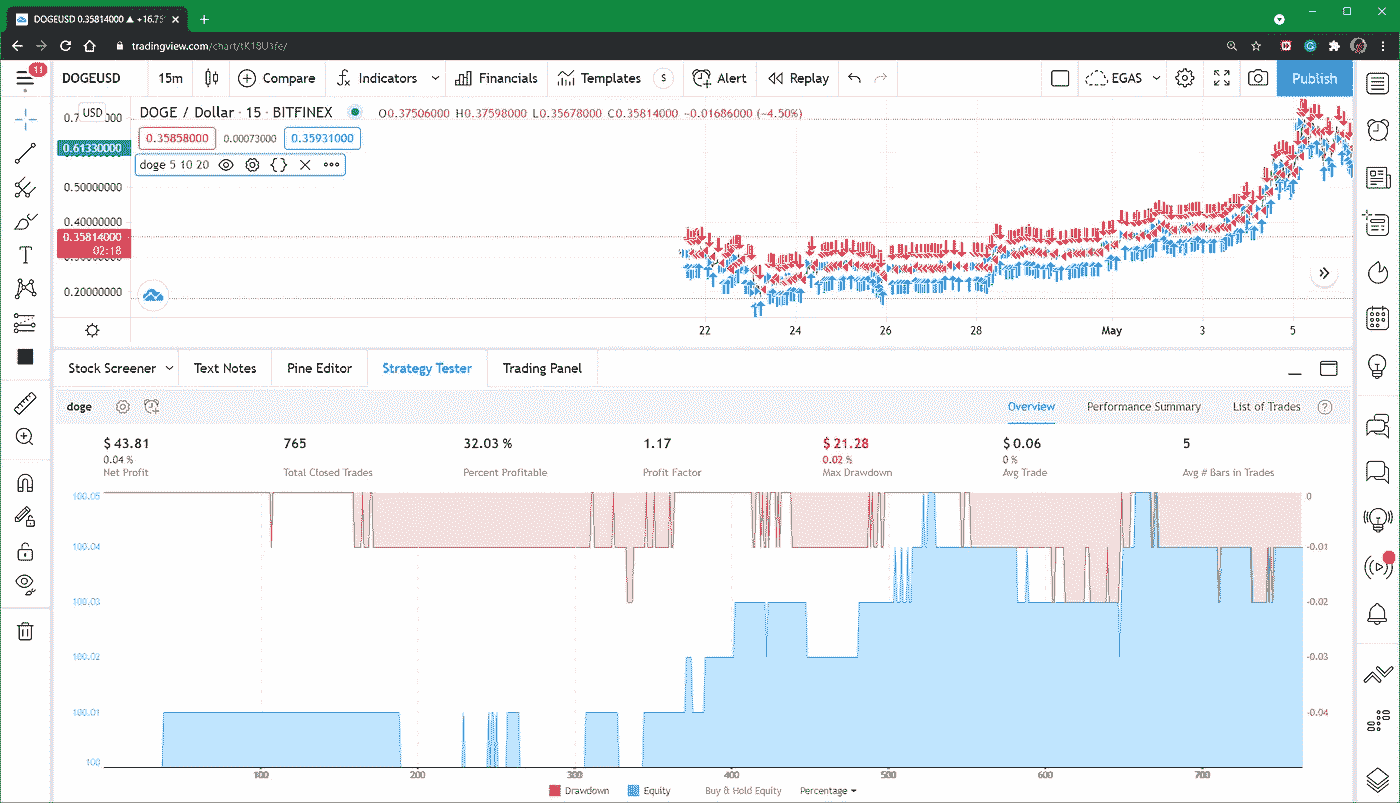 DOGEUSD 0.35814000 ▲ +16.75
tradingview.com/chart/tK18U3fe/
11
DOGEUSD 15m Compare Indicators Financials Templates S Alert Replay EGAS Publish
USD
DOGE / Dollar · 15 · BITFINEX O0.37506000 H0.37598000 L0.35678000 C0.35814000 −0.01686000 (−4.50%)
0.35858000 0.00073000 0.35931000
0.61330000
doge 5 10 20
0.50000000
0.40000000
0.35814000
02:18
0.20000000
22 24 26 28 May 3 5
Stock Screener Text Notes Pine Editor Strategy Tester Trading Panel
doge Overview Performance Summary List of Trades ?
$ 43.81 765 32.03 % 1.17 $ 21.28 $ 0.06 5
0.04 % 0.02 % 0 %
Net Profit Total Closed Trades Percent Profitable Profit Factor Max Drawdown Avg Trade Avg # Bars in Trades
100.05 0
100.04 -0.01
100.03 -0.02
100.02 -0.03
100.01 -0.04
100
100 200 300 400 500 600 700
Drawdown Equity Buy & Hold Equity Percentage